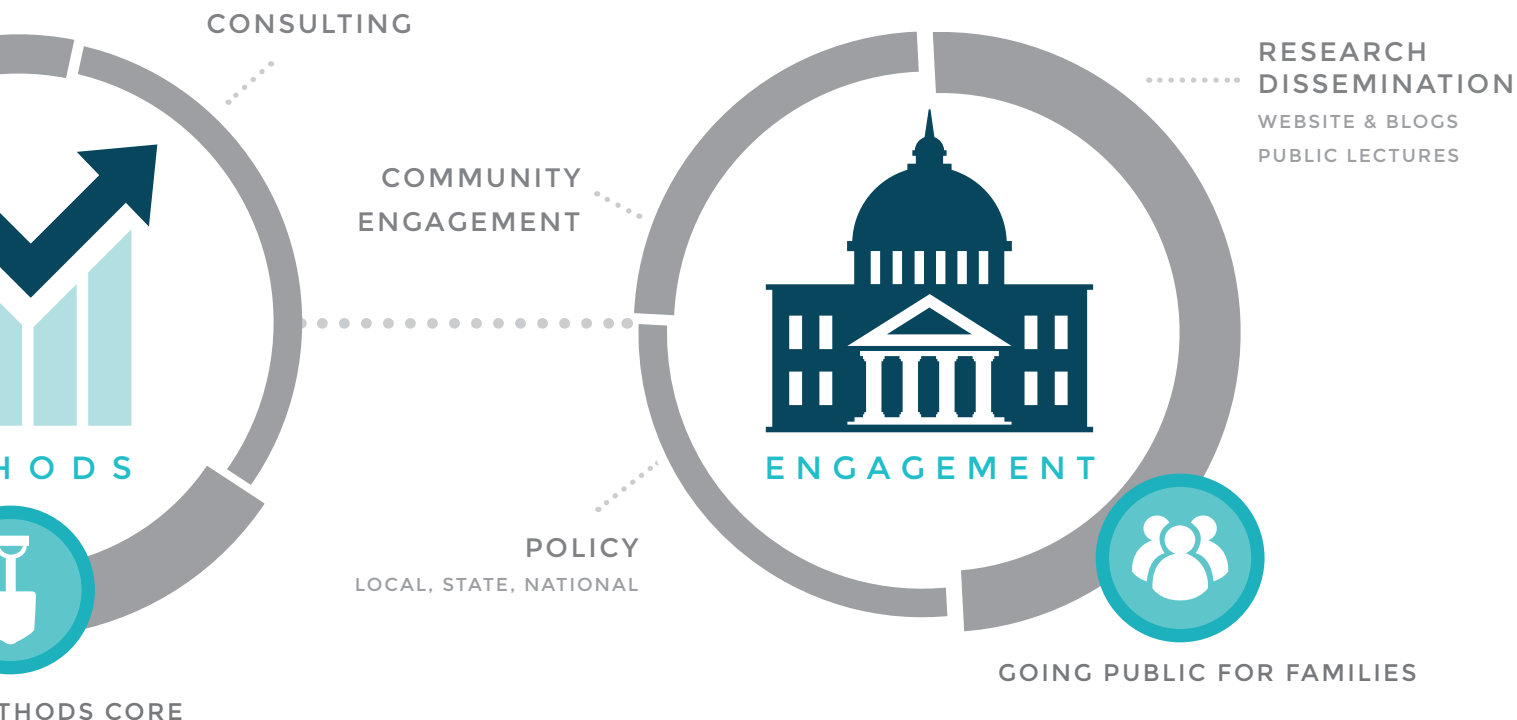 CONSULTING
COMMUNITY
ENGAGEMENT
RESEARCH
DISSEMINATION
WEBSITE & BLOGS
PUBLIC LECTURES
HODS
ENGAGEMENT
POLICY
LOCAL, STATE, NATIONAL
GOING PUBLIC FOR FAMILIES
THODS CORE